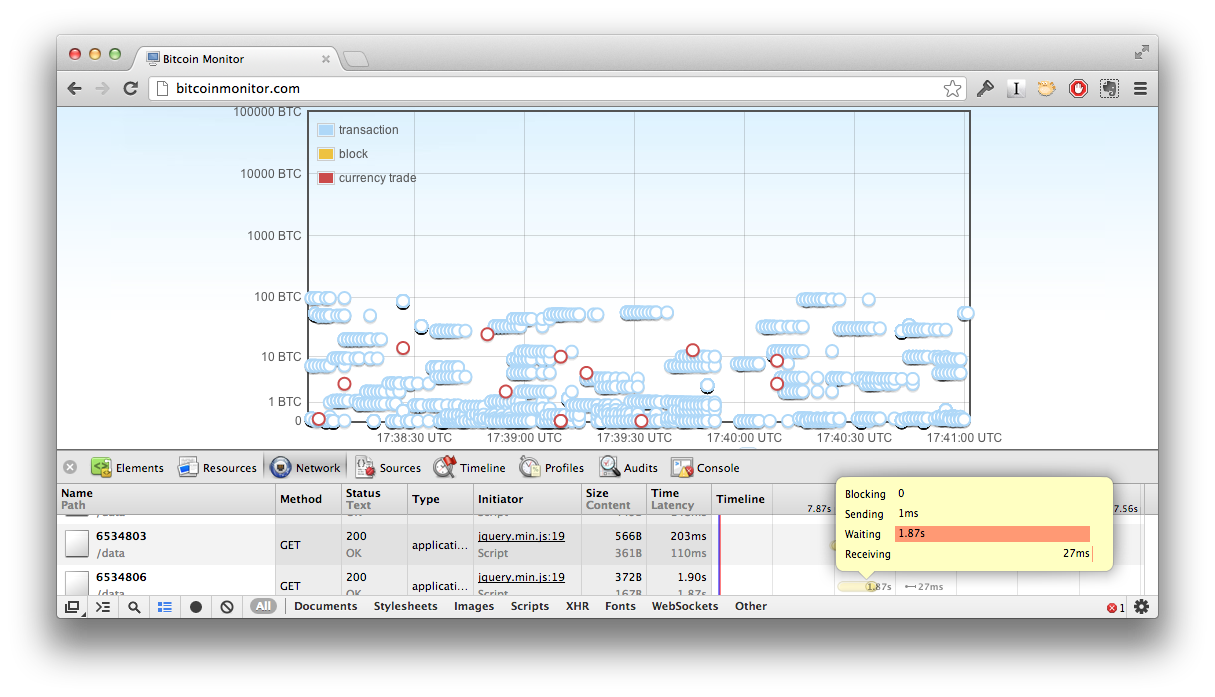 Bitcoin Monitor
bitcoinmonitor.com
100000 BTC
transaction
block
10000 BTC
currency trade
1000 BTC
100 BTC
10 BTC
1 BTC
0
17:38:30 UTC 17:39:00 UTC 17:39:30 UTC 17:40:00 UTC 17:40:30 UTC 17:41:00 UTC
Elements Resources Network Sources Timeline Profiles Audits Console
Name Method Status Type Initiator Size Time Timeline
Path Text Content Latency
7.87s 7.56s
/data Script
6534803 GET 200 applicati... jquery.min.js:19 566B 203ms
/data OK Script 361B 110ms
6534806 GET 200 applicati... jquery.min.js:19 372B 1.90s
/data OK Script 167B 1.87s
1.87s 27ms
Blocking 0
Sending 1ms
Waiting 1.87s
Receiving 27ms
All Documents Stylesheets Images Scripts XHR Fonts WebSockets Other
1